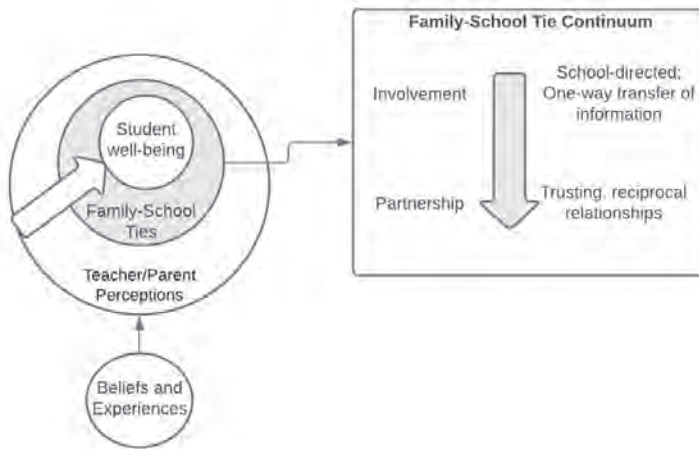 Student
well-being
Family-School
Ties
Teacher/Parent
Perceptions
Beliefs and
Experiences
Family-School Tie Continuum
Involvement
School-directed;
One-way transfer of
information
Partnership
Trusting, reciprocal
relationships